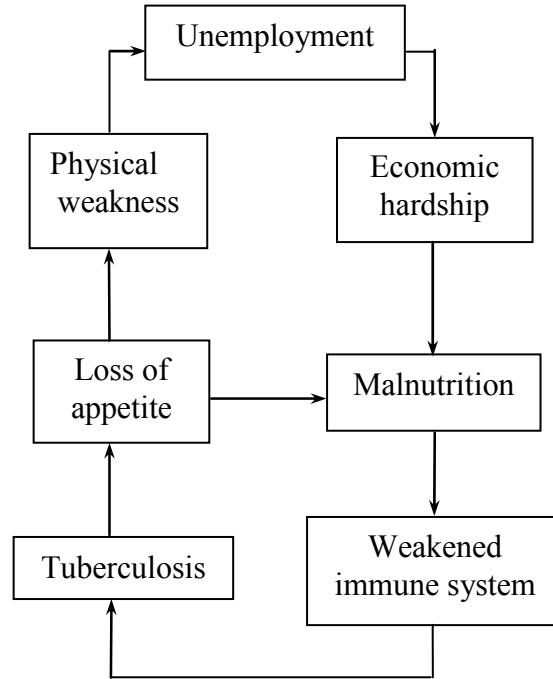 Unemployment
Physical
weakness
Economic
hardship
Loss of
appetite
Malnutrition
Tuberculosis
Weakened
immune system